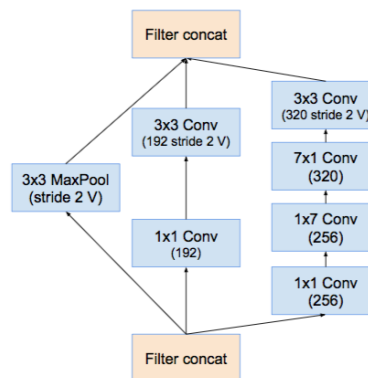 Filter concat
3x3 Conv
(320 stride 2 V)
3x3 Conv
(192 stride 2 V)
7x1 Conv
(320)
3x3 MaxPool
(stride 2 V)
1x7 Conv
(256)
1x1 Conv
(192)
1x1 Conv
(256)
Filter concat